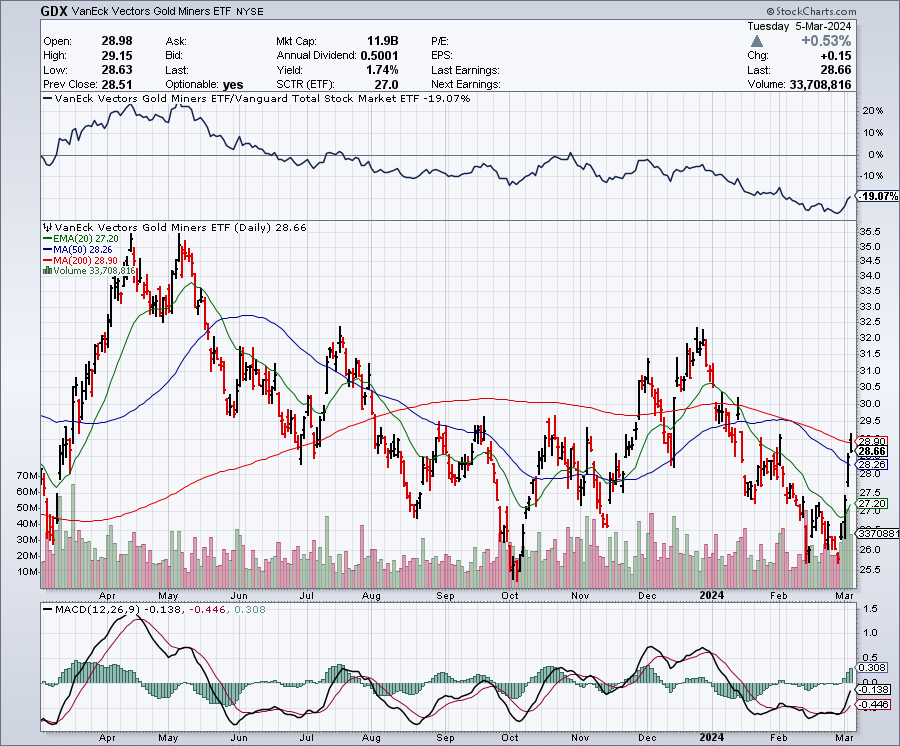 GDX VanEck Vectors Gold Miners ETF NYSE © StockCharts.com
Tuesday 5-Mar-2024
Open: 28.98 Ask: Mkt Cap: 11.9B P/E: +0.53%
High: 29.15 Bid: Annual Dividend: 0.5001 EPS: Chg: +0.15
Low: 28.63 Last: Yield: 1.74% Last Earnings: Last: 28.66
Prev Close: 28.51 Optionable: yes SCTR (ETF): 27.0 Next Earnings: Volume: 33,708,816
VanEck Vectors Gold Miners ETF/Vanguard Total Stock Market ETF -19.07%
20%
10%
0%
-10%
-19.07%
VanEck Vectors Gold Miners ETF (Daily) 28.66
EMA(20) 27.20
MA(50) 28.26
MA(200) 28.90
Volume 33,708,816
35.5
35.0
34.5
34.0
33.5
33.0
32.5
32.0
31.5
31.0
30.5
30.0
29.5
28.90
28.66
28.26
28.0
27.5
27.20
27.0
26.5
3370881
26.0
25.5
70M
60M
50M
40M
30M
20M
10M
Apr May Jun Jul Aug Sep Oct Nov Dec 2024 Feb Mar
MACD(12,26,9) -0.138, -0.446, 0.308
1.5
1.0
0.5
0.308
0.0
-0.138
-0.446
Apr May Jun Jul Aug Sep Oct Nov Dec 2024 Feb Mar